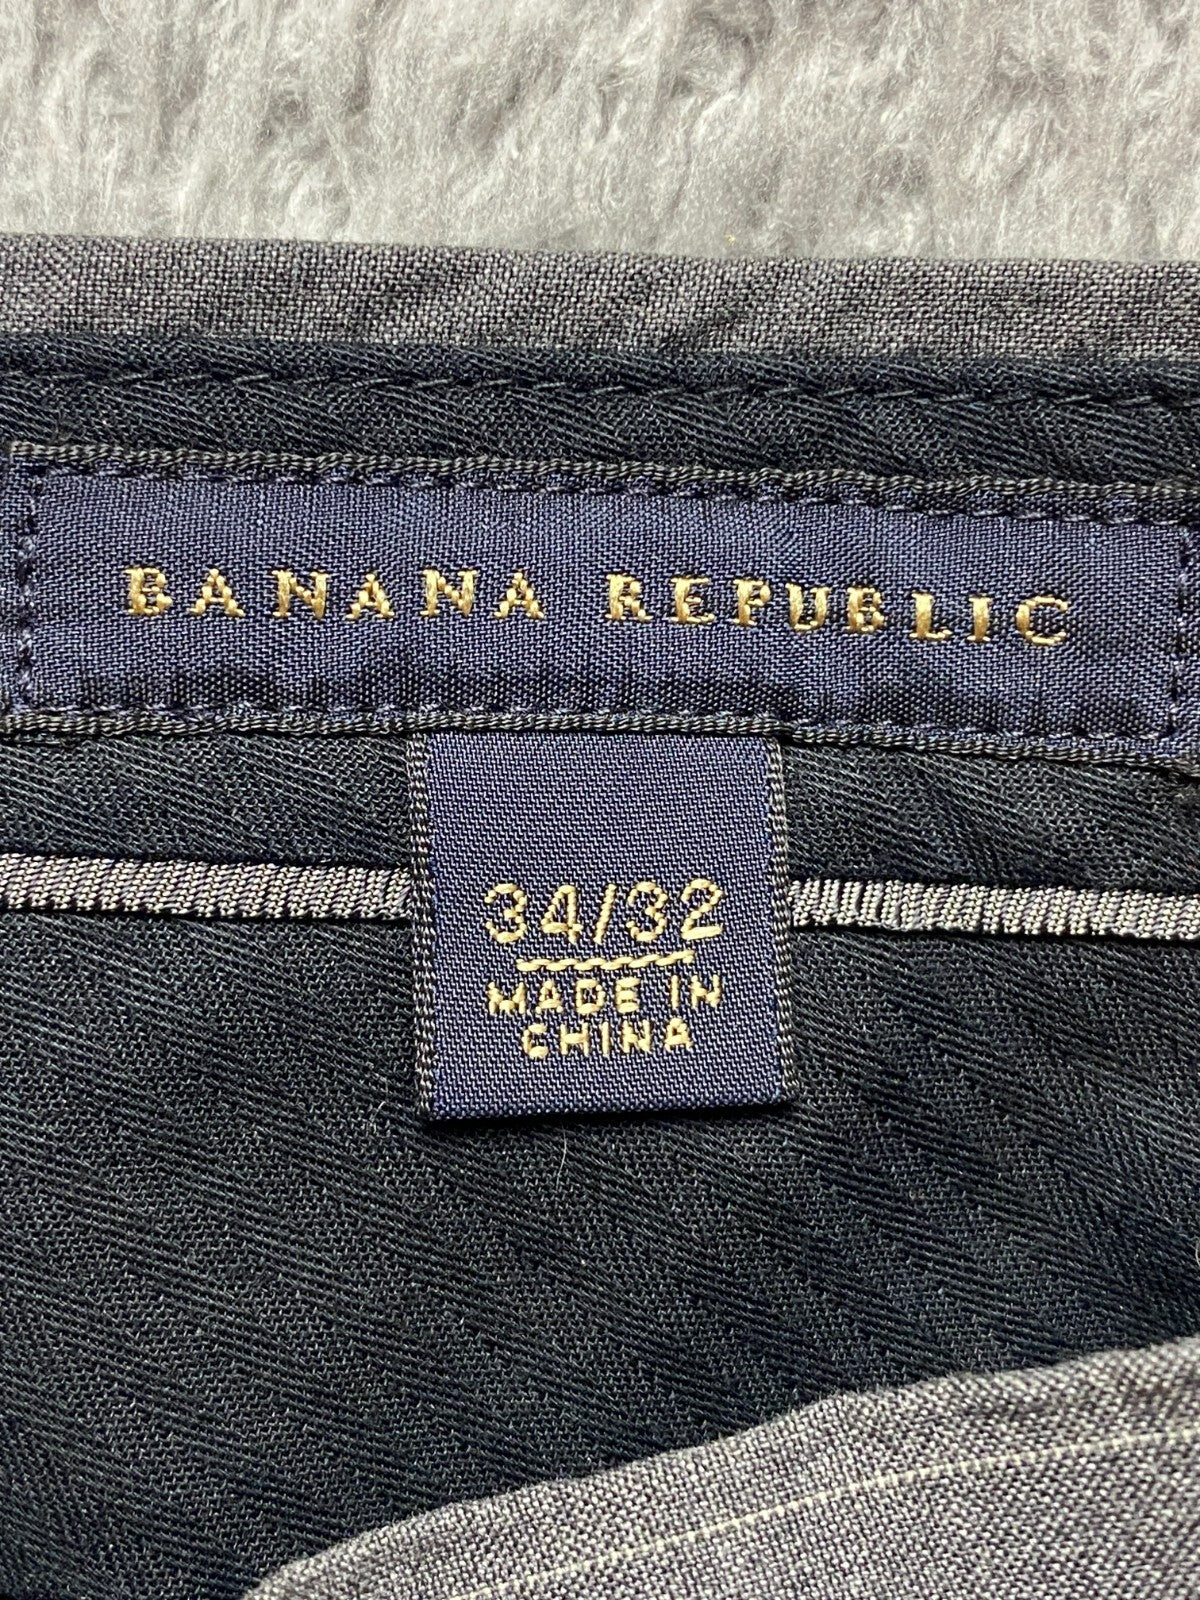 BANANA REPUBLIC
34/32
MADE IN
CHINA